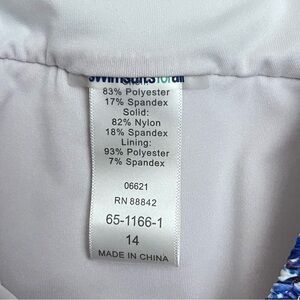 swimsuitsforall
83% Polyester
17% Spandex
Solid:
82% Nylon
18% Spandex
Lining:
93% Polyester
7% Spandex
06621
RN 88842
65-1166-1
14
MADE IN CHINA